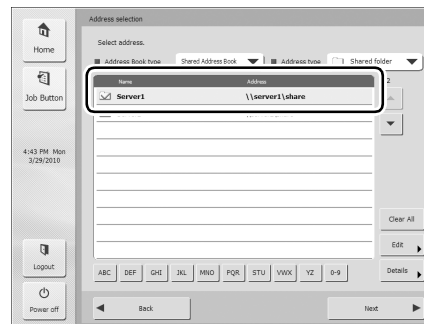 Address selection
Home
Select address.
Address Book type Shared Address Book Address type Shared folder
Name Address 2
Server1 \\server1\share
Job Button
4:43 PM Mon
3/29/2010
Clear All
Edit
Logout
ABC DEF GHI JKL MNO PQR STU VWX YZ 0-9 Details
Power off
Back Next